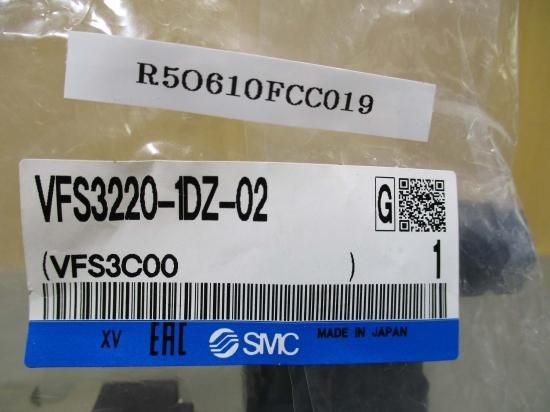 R50610FCC019
VFS3220-1DZ-02
G
(VFS3C00 )
1
XV EAC SMC MADE IN JAPAN